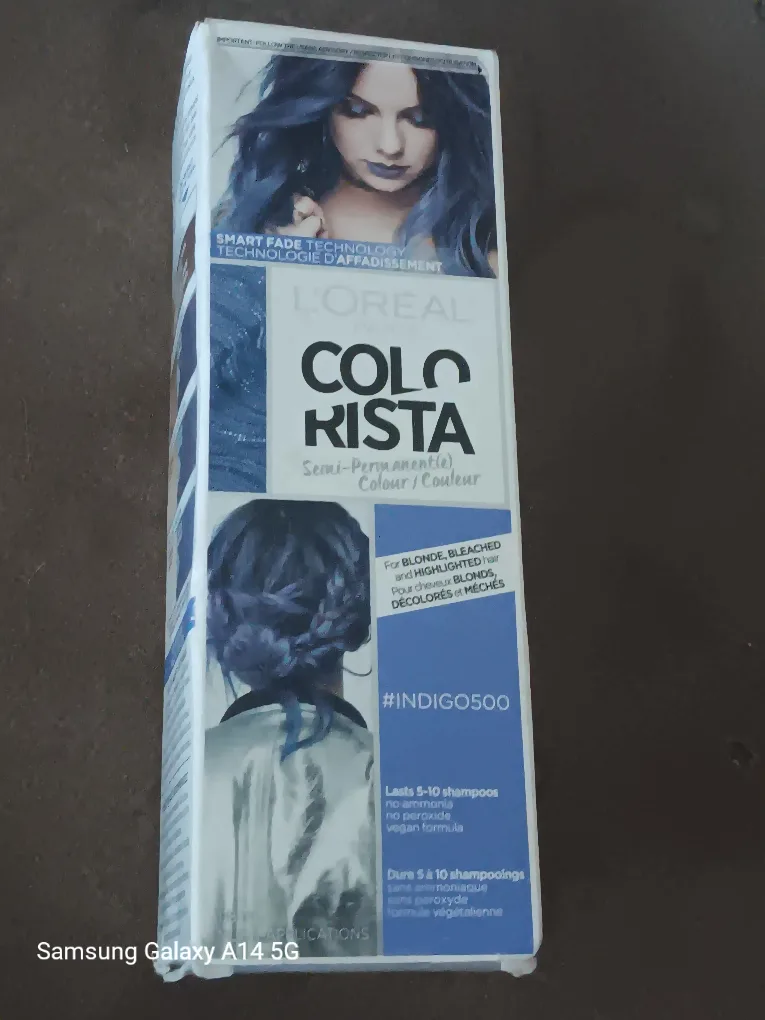 SMART FADE TECHNOLOGY
TECHNOLOGIE D'AFFADISSEMENT
L'ORÉAL
COLO
RISTA
Semi-Permanent(e)
Colour / Couleur
For BLONDE, BLEACHED
and HIGHLIGHTED hair
Pour cheveux BLONDS,
DÉCOLORÉS et MÉCHÉS
#INDIGO500
Lasts 5-10 shampoos
no ammonia
no peroxide
vegan formula
Dure 5 à 10 shampooings
sans ammoniaque
sans peroxyde
formule végétalienne
APPLICATIONS
Samsung Galaxy A14 5G